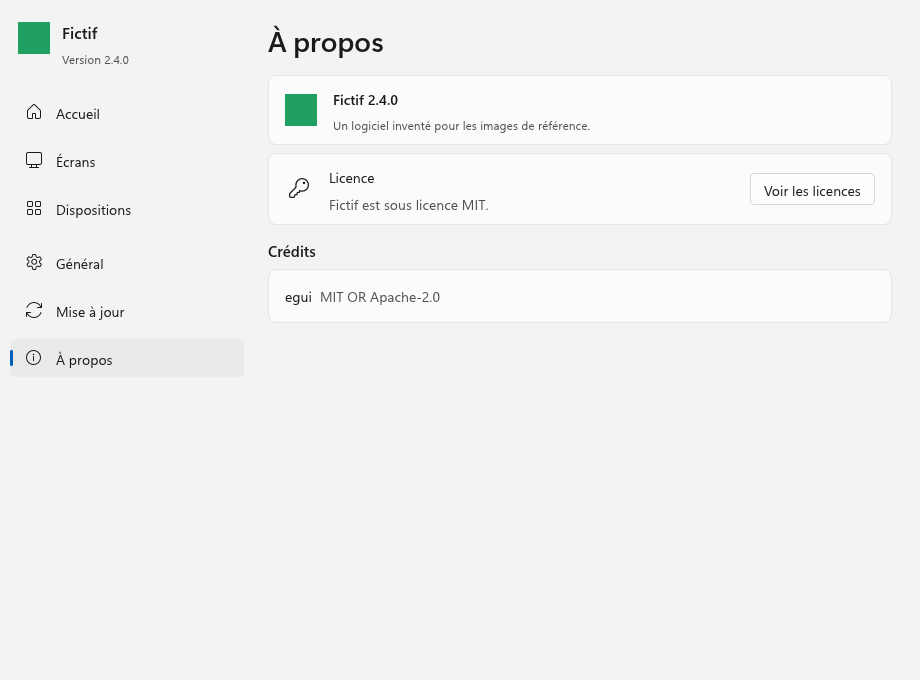 Fictif
Version 2.4.0
Accueil
Écrans
Dispositions
Général
Mise à jour
À propos
À propos
Fictif 2.4.0
Un logiciel inventé pour les images de référence.
Licence
Fictif est sous licence MIT.
Voir les licences
Crédits
egui MIT OR Apache-2.0